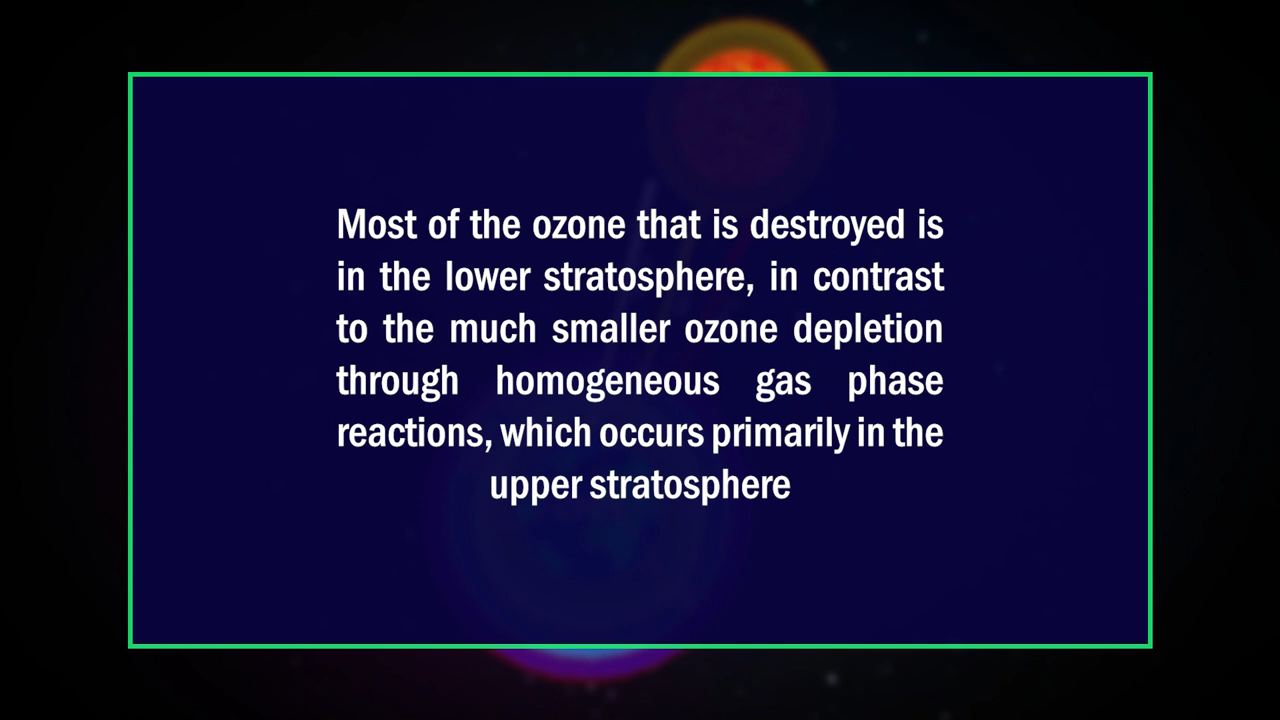 Most of the ozone that is destroyed is
in the lower stratosphere, in contrast
to the much smaller ozone depletion
through homogeneous gas phase
reactions, which occurs primarily in the
upper stratosphere